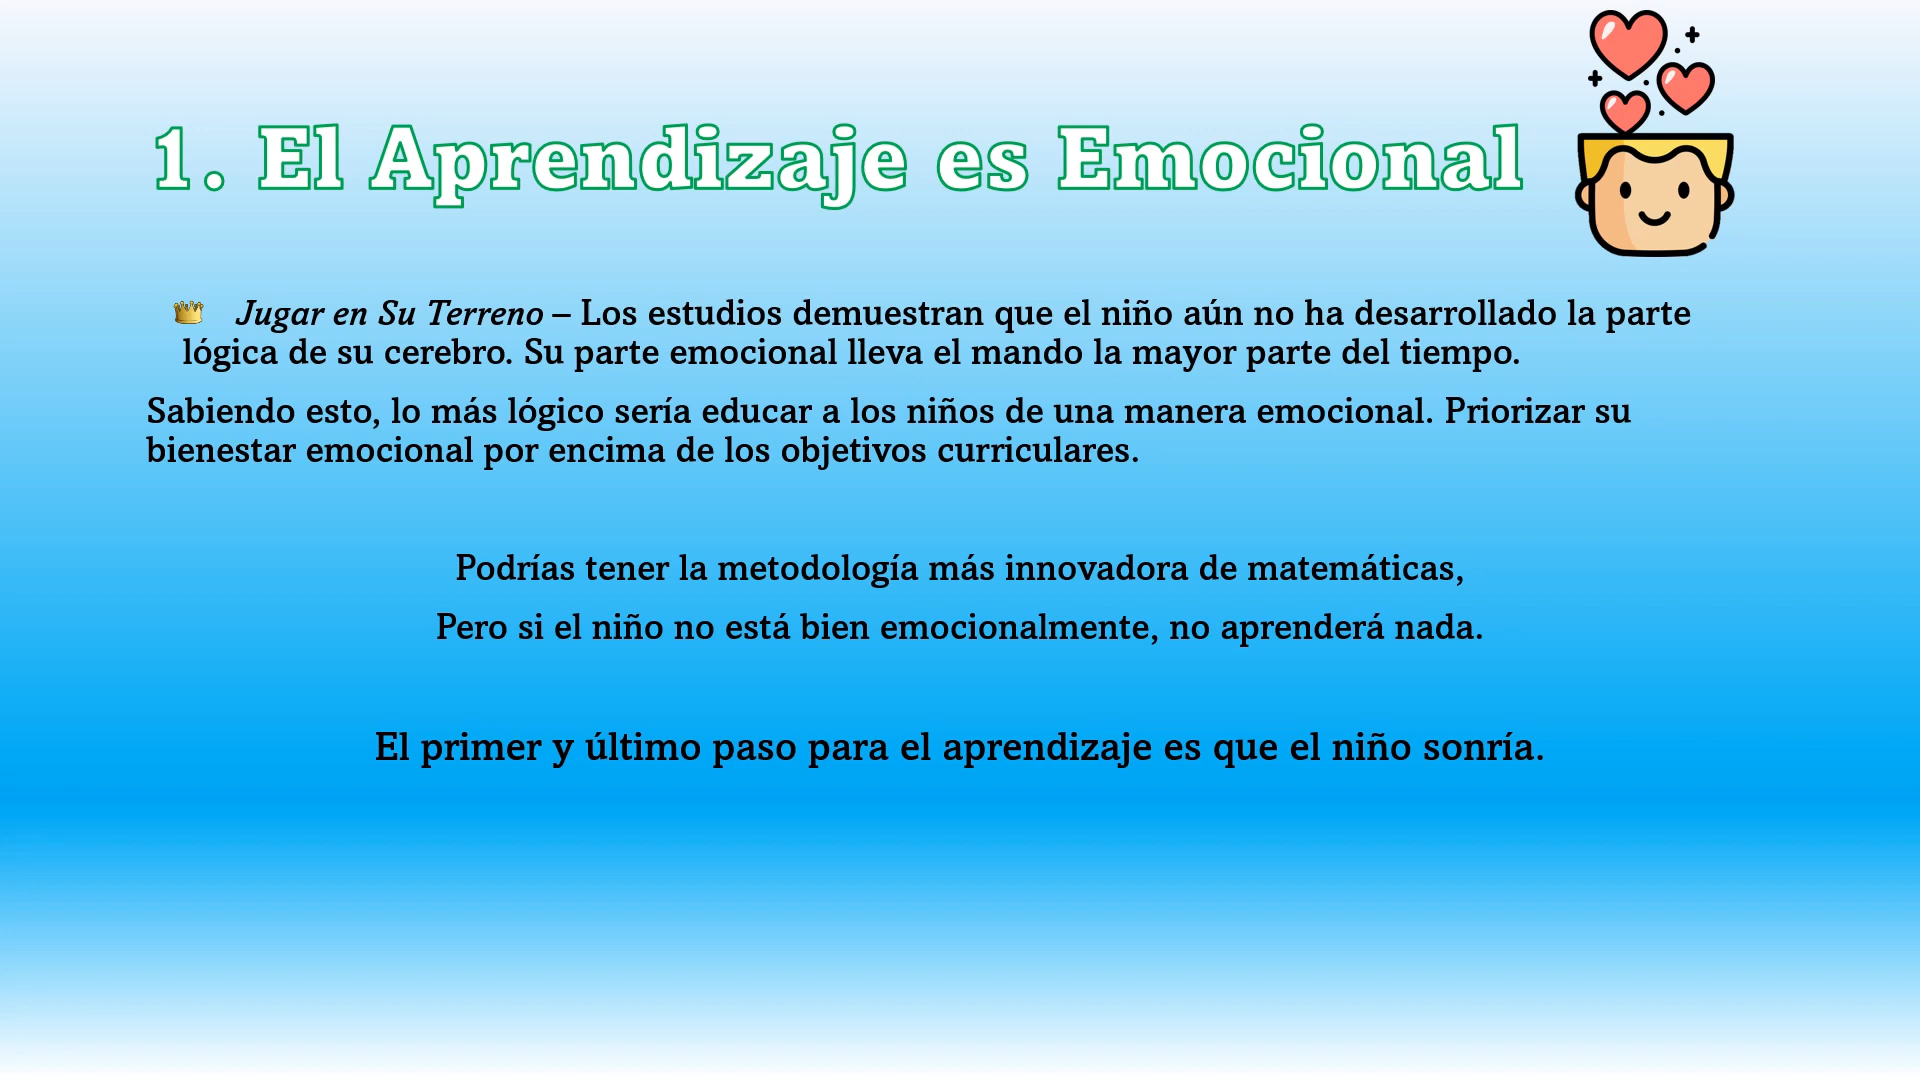 1. El Aprendizaje es Emocional
Jugar en Su Terreno – Los estudios demuestran que el niño aún no ha desarrollado la parte
lógica de su cerebro. Su parte emocional lleva el mando la mayor parte del tiempo.
Sabiendo esto, lo más lógico sería educar a los niños de una manera emocional. Priorizar su
bienestar emocional por encima de los objetivos curriculares.
Podrías tener la metodología más innovadora de matemáticas,
Pero si el niño no está bien emocionalmente, no aprenderá nada.
El primer y último paso para el aprendizaje es que el niño sonría.